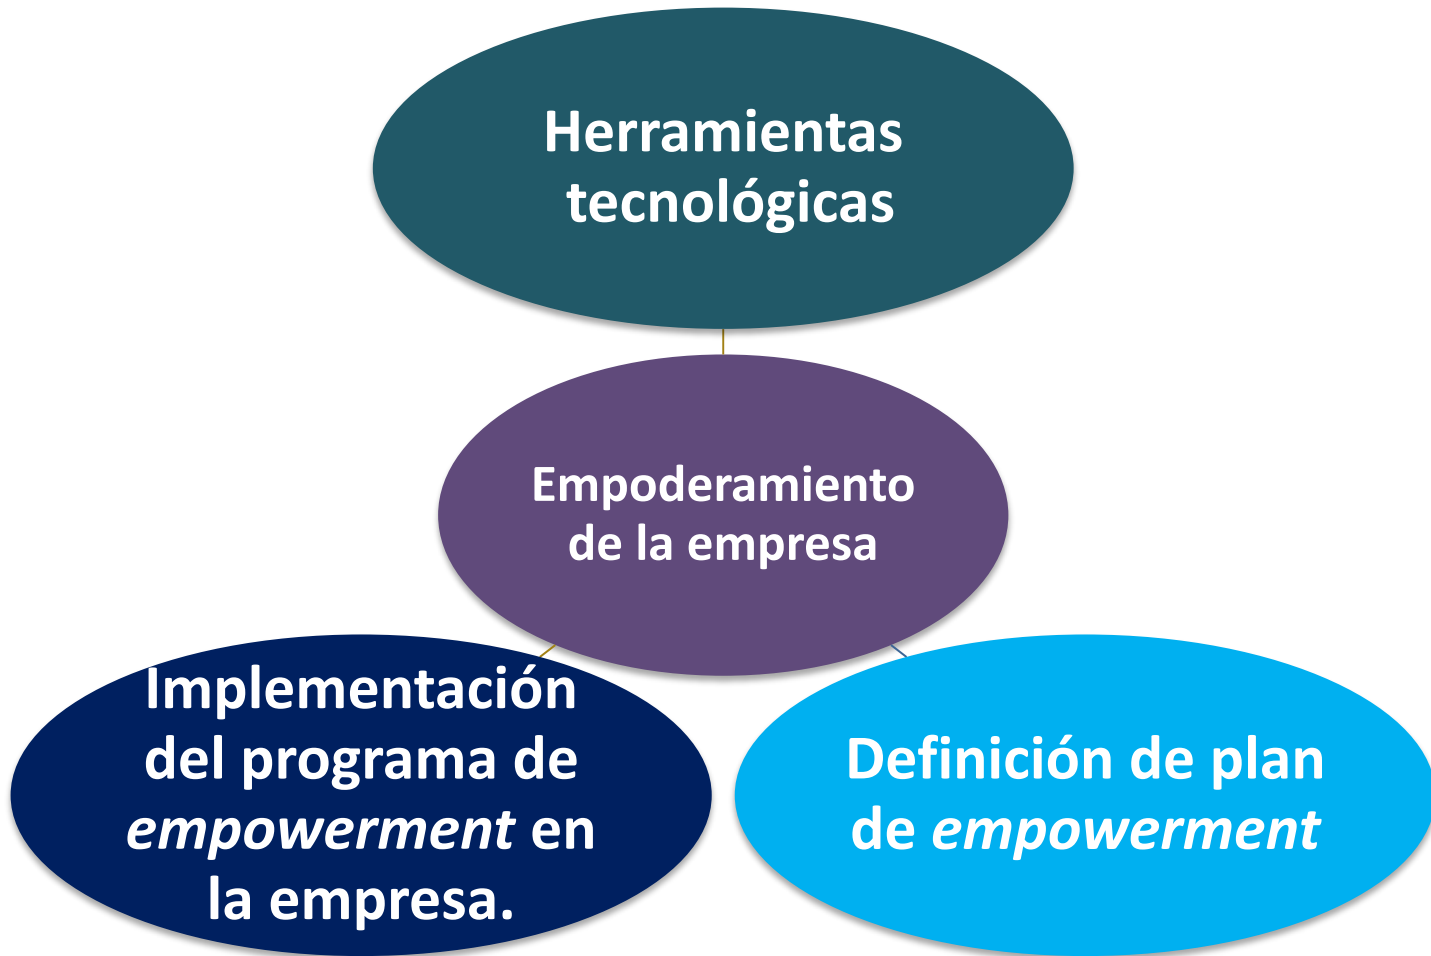 Herramientas
tecnológicas
Empoderamiento
de la empresa
Implementación
del programa de
empowerment en
la empresa.
Definición de plan
de empowerment